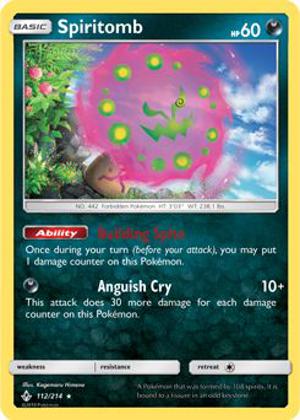 BASIC Spiritomb HP60
NO. 442 Forbidden Pokémon HT: 3'03" WT: 238.1 lbs.
Ability Building Spite
Once during your turn (before your attack), you may put
1 damage counter on this Pokémon.
Anguish Cry 10+
This attack does 30 more damage for each damage
counter on this Pokémon.
weakness resistance retreat
Illus. Kagemaru Himeno
112/214 ★
©2019 Pokémon
A Pokémon that was formed by 108 spirits. It is
bound to a fissure in an odd keystone.